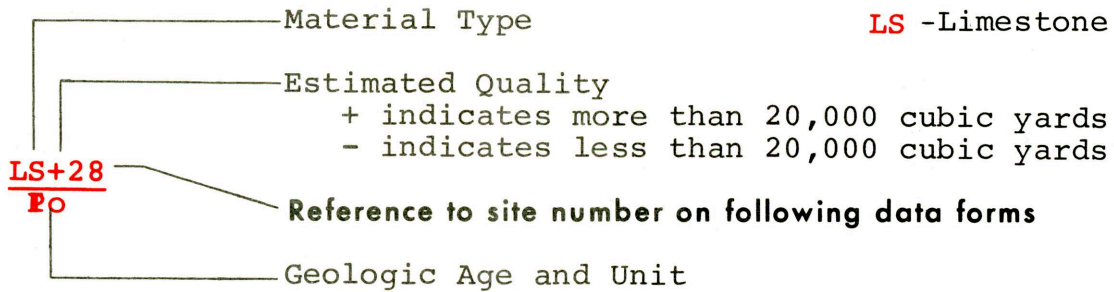 Material Type LS -Limestone
Estimated Quality
+ indicates more than 20,000 cubic yards
- indicates less than 20,000 cubic yards
LS+28
Po
Reference to site number on following data forms
Geologic Age and Unit